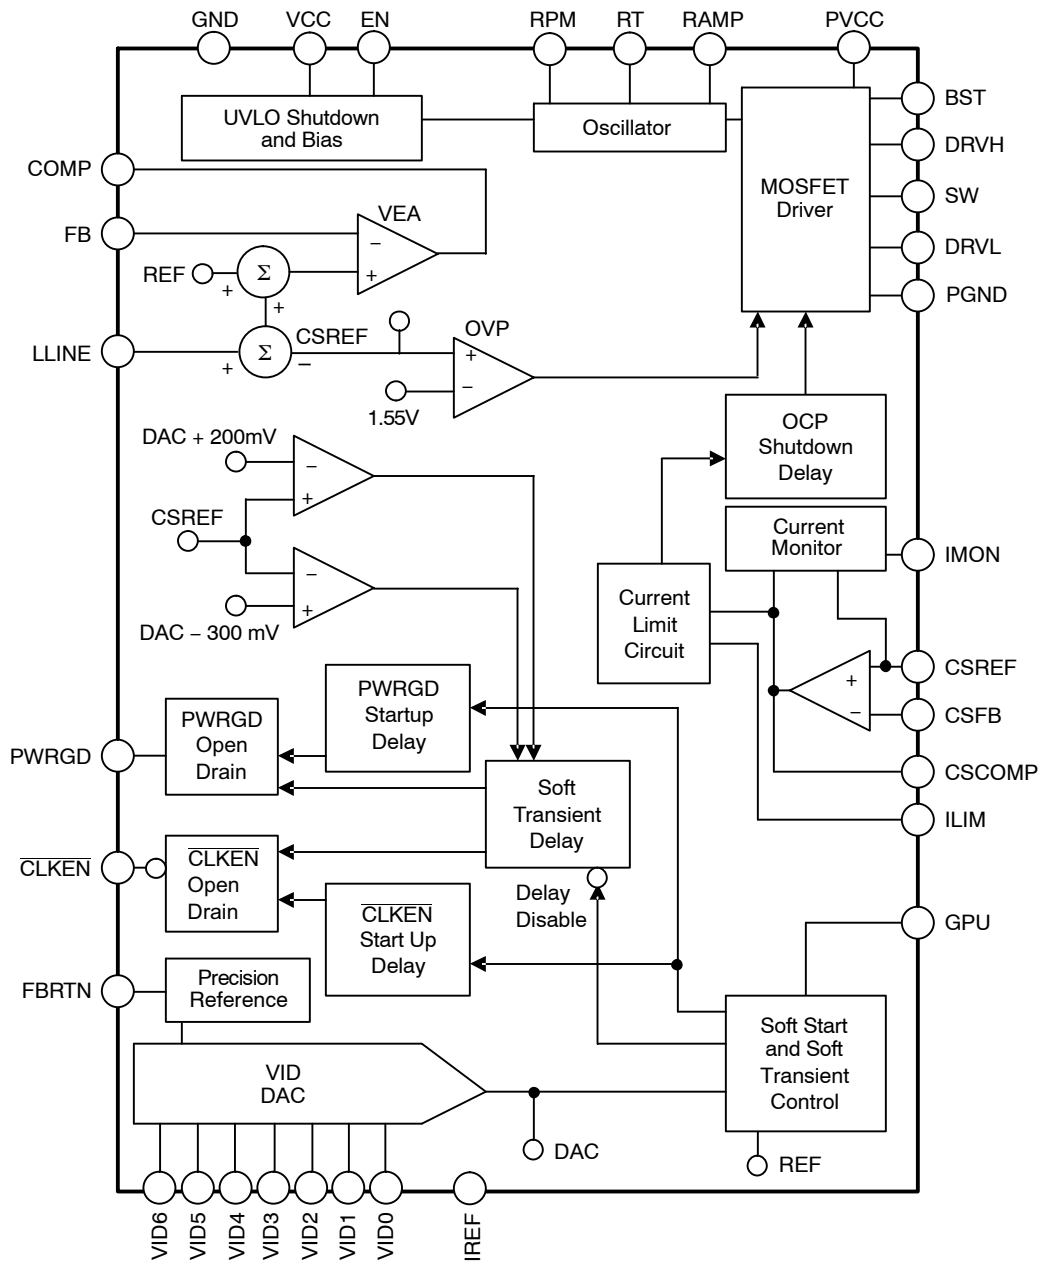 GND VCC EN RPM RT RAMP PVCC
UVLO Shutdown
and Bias
Oscillator
MOSFET
Driver
BST
DRVH
SW
DRVL
PGND
COMP
FB
VEA
−
+
REF
Σ
+
+
LLINE
Σ
+
−
CSREF
OVP
+
−
1.55V
DAC + 200mV
−
+
CSREF
−
+
DAC − 300 mV
OCP
Shutdown
Delay
Current
Monitor
IMON
Current
Limit
Circuit
+
−
CSREF
CSFB
CSCOMP
ILIM
PWRGD
PWRGD
Open
Drain
PWRGD
Startup
Delay
Soft
Transient
Delay
CLKEN
CLKEN
Open
Drain
CLKEN
Start Up
Delay
Delay
Disable
GPU
FBRTN
Precision
Reference
VID
DAC
Soft Start
and Soft
Transient
Control
DAC
REF
VID6
VID5
VID4
VID3
VID2
VID1
VID0
IREF